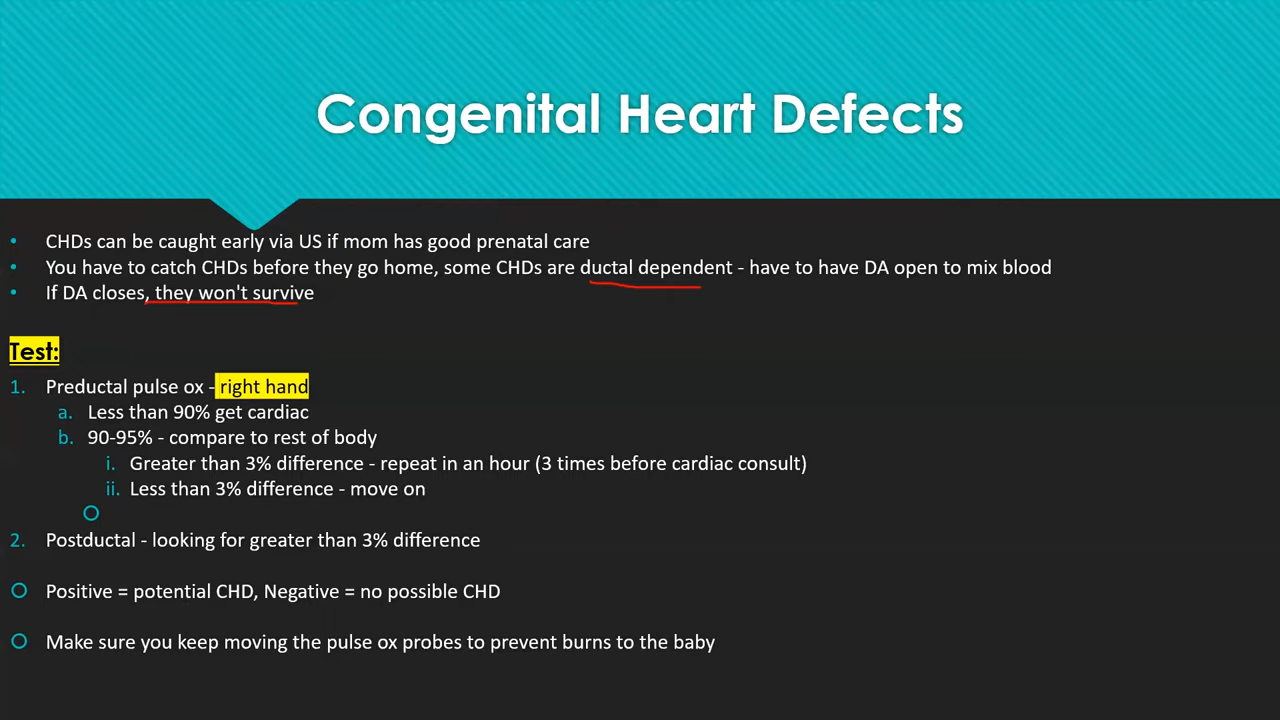 Congenital Heart Defects
• CHDs can be caught early via US if mom has good prenatal care
• You have to catch CHDs before they go home, some CHDs are ductal dependent - have to have DA open to mix blood
• If DA closes, they won't survive
Test:
1. Preductal pulse ox - right hand
a. Less than 90% get cardiac
b. 90-95% - compare to rest of body
i. Greater than 3% difference - repeat in an hour (3 times before cardiac consult)
ii. Less than 3% difference - move on
2. Postductal - looking for greater than 3% difference
Positive = potential CHD, Negative = no possible CHD
Make sure you keep moving the pulse ox probes to prevent burns to the baby